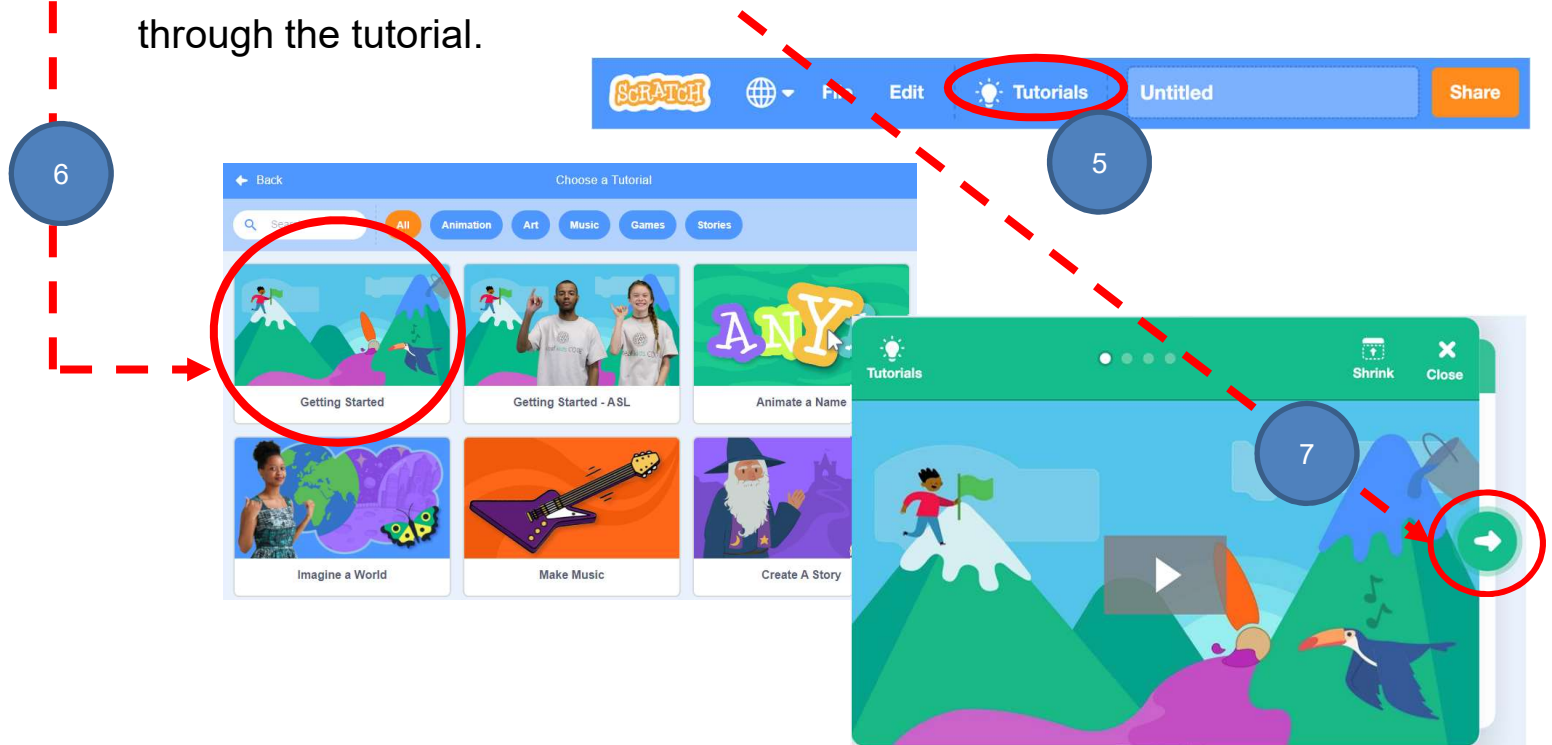 through the tutorial.
SCRATCH File Edit Tutorials Untitled Share
5
6
Back Choose a Tutorial
All Animation Art Music Games Stories
Getting Started Getting Started - ASL Animate a Name
Imagine a World Make Music Create A Story
ANY
Tutorials Shrink Close
7